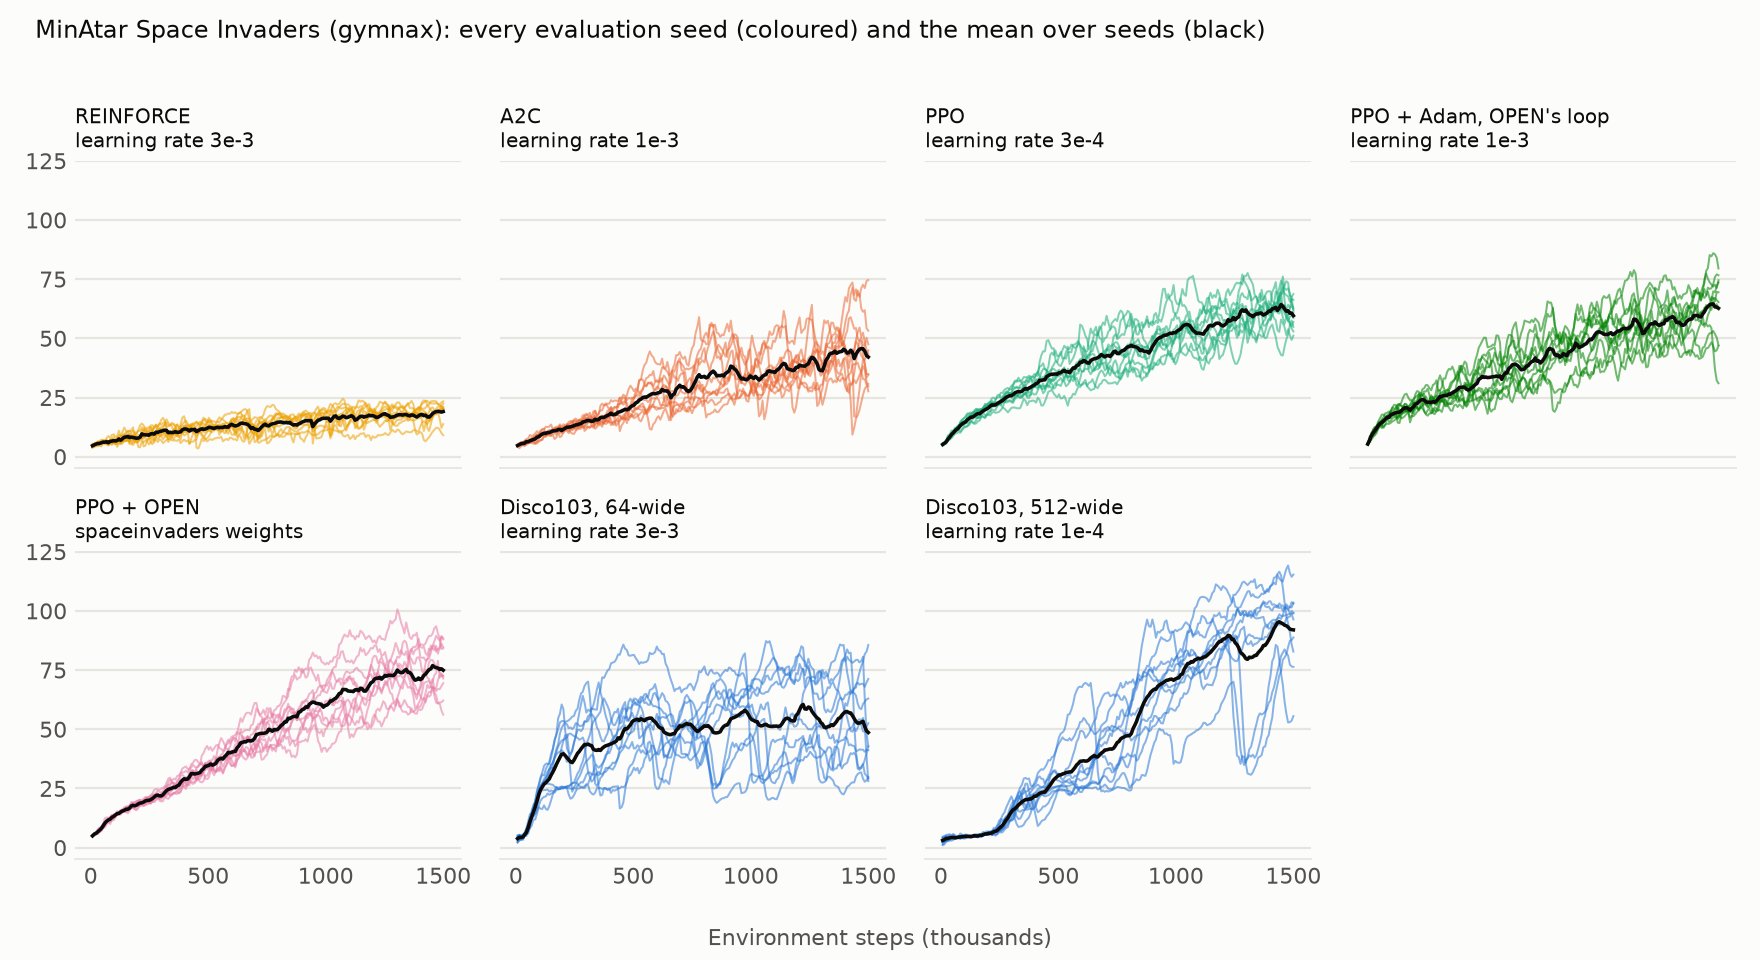 MinAtar Space Invaders (gymnax): every evaluation seed (coloured) and the mean over seeds (black)
REINFORCE
learning rate 3e-3
A2C
learning rate 1e-3
PPO
learning rate 3e-4
PPO + Adam, OPEN's loop
learning rate 1e-3
125
100
75
50
25
0
PPO + OPEN
spaceinvaders weights
Disco103, 64-wide
learning rate 3e-3
Disco103, 512-wide
learning rate 1e-4
125
100
75
50
25
0
0 500 1000 1500
0 500 1000 1500
0 500 1000 1500
Environment steps (thousands)